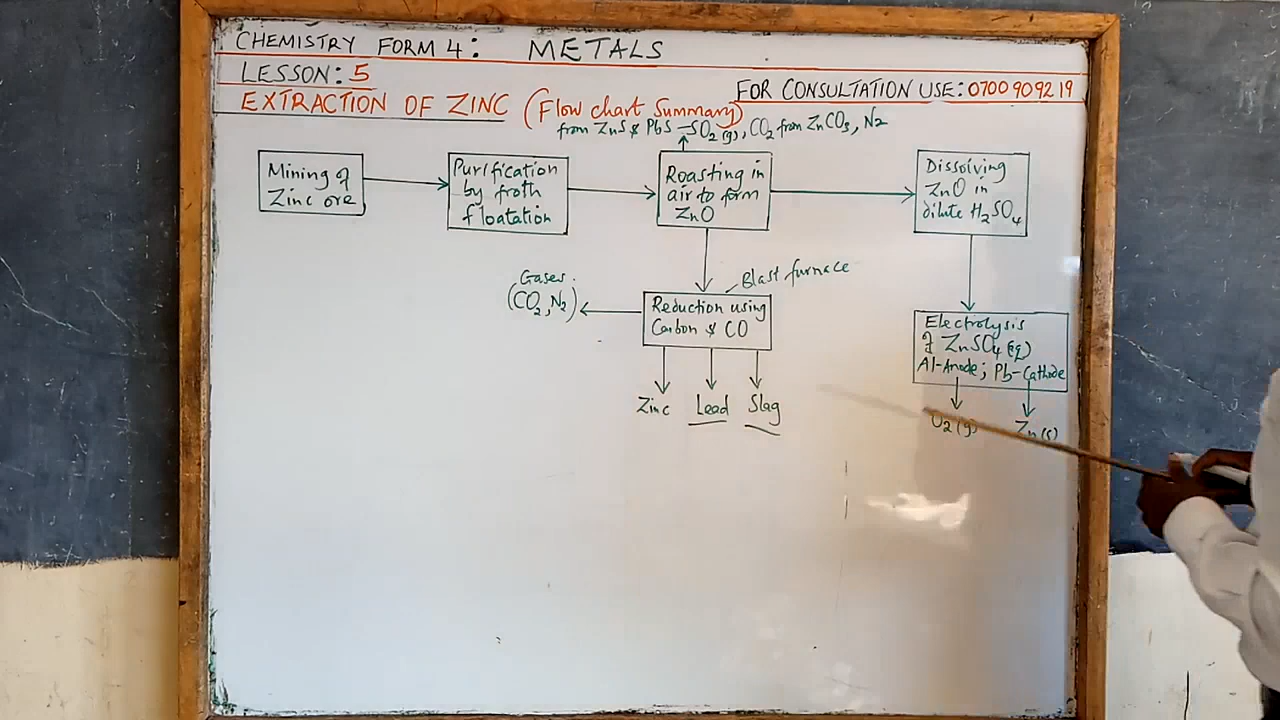 CHEMISTRY FORM 4: METALS
LESSON: 5
FOR CONSULTATION USE: 0700 909219
EXTRACTION OF ZINC (Flow chart Summary)
from ZnS & PbS - SO2 (g), CO2 from ZnCO3, N2
Mining of
Zinc ore
Purification
by froth
floatation
Roasting in
air to form
ZnO
Dissolving
ZnO in
dilute H2SO4
Blast furnace
Gases.
(CO2, N2)
Reduction using
Carbon & CO
Zinc Lead Slag
Electrolysis
of ZnSO4 (aq)
Al-Anode; Pb-Cathode
O2 (g) Zn(s)